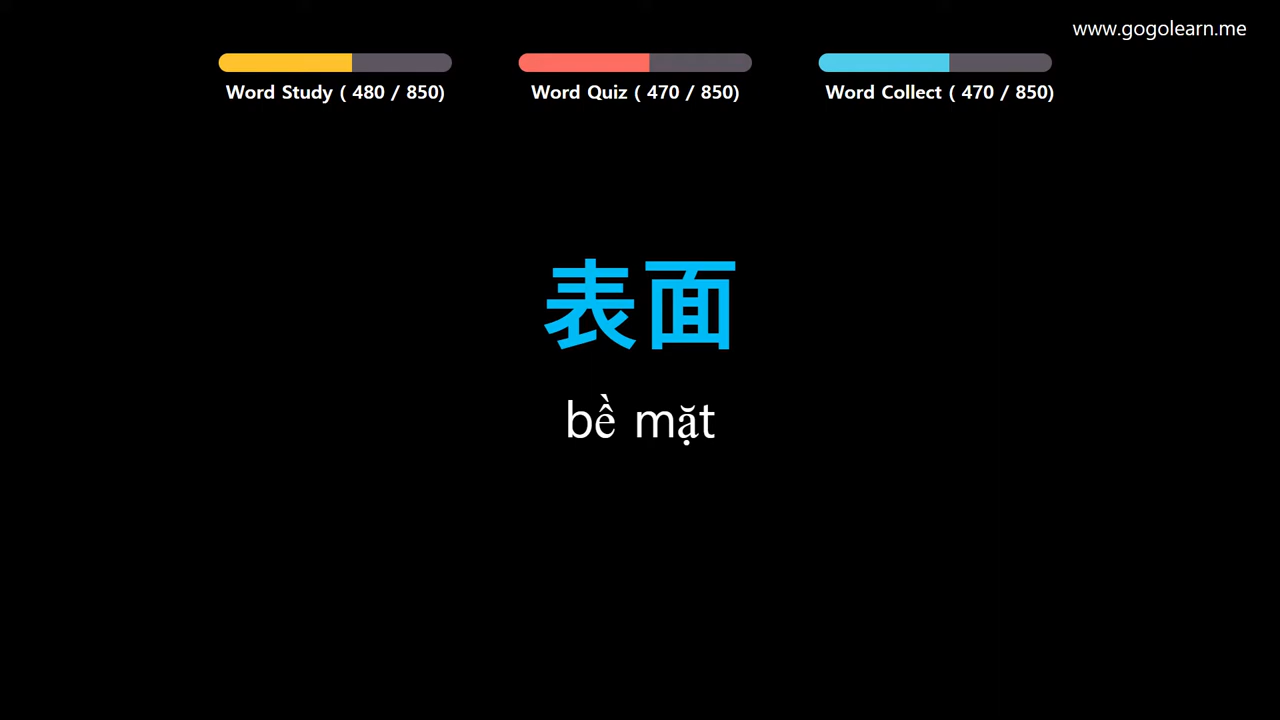 www.gogolearn.me
Word Study ( 480 / 850)
Word Quiz ( 470 / 850)
Word Collect ( 470 / 850)
表面
bề mặt